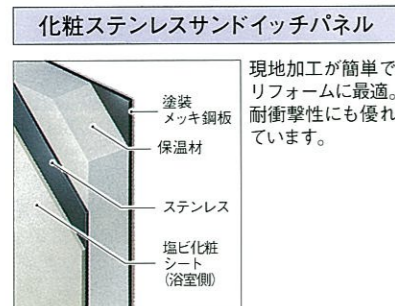 化粧ステンレスサンドイッチパネル
現地加工が簡単で
リフォームに最適。
耐衝撃性にも優れ
ています。
塗装
メッキ鋼板
保温材
ステンレス
塩ビ化粧
シート
(浴室側)